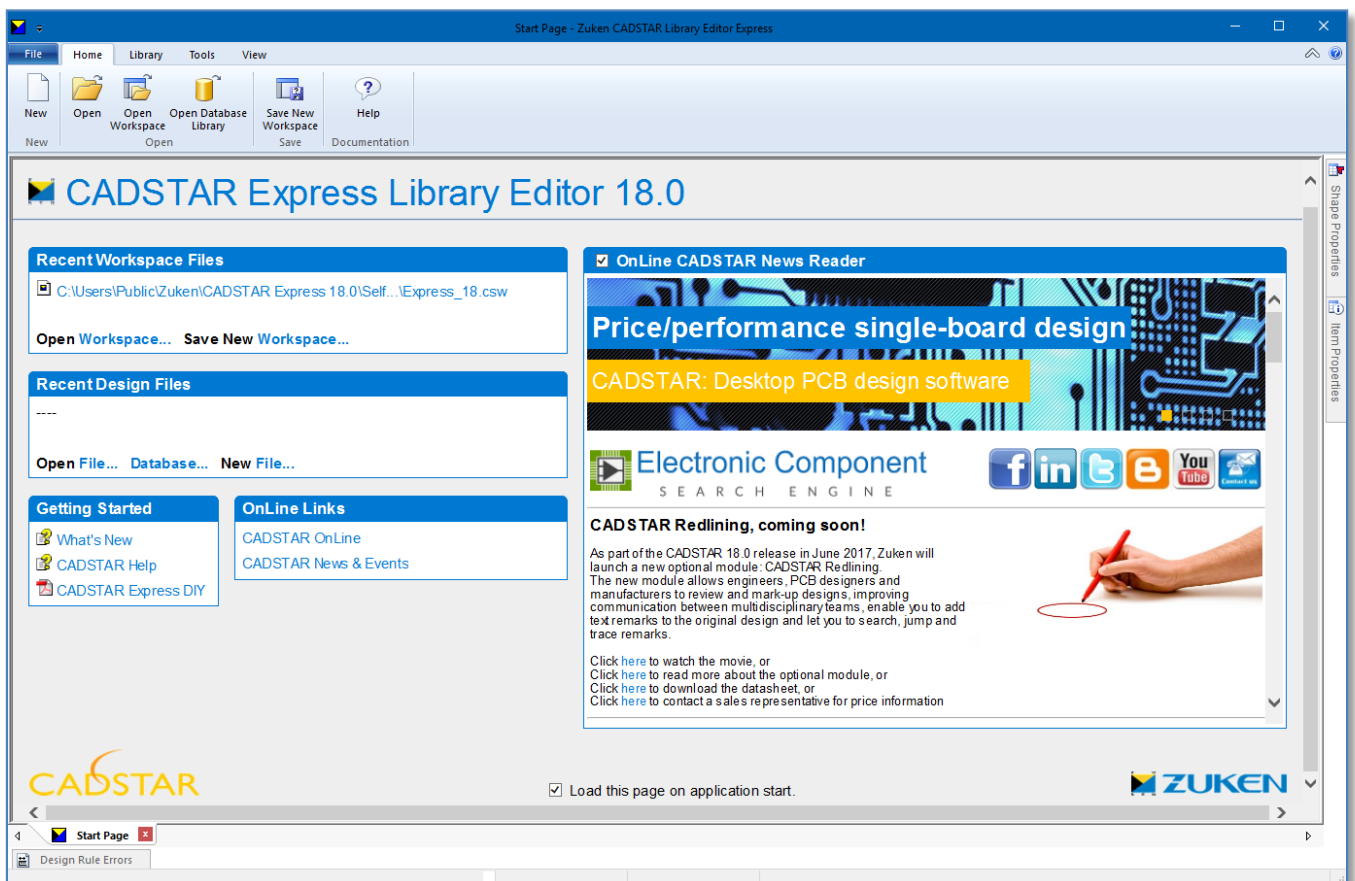 Start Page - Zuken CADSTAR Library Editor Express
File Home Library Tools View
New Open Open Workspace Open Database Library Save New Workspace Help
New Open Save Documentation
CADSTAR Express Library Editor 18.0
Recent Workspace Files
C:\Users\Public\Zuken\CADSTAR Express 18.0\Self...\Express_18.csw
Open Workspace... Save New Workspace...
Recent Design Files
----
Open File... Database... New File...
Getting Started
What's New
CADSTAR Help
CADSTAR Express DIY
OnLine Links
CADSTAR OnLine
CADSTAR News & Events
OnLine CADSTAR News Reader
Price/performance single-board design
CADSTAR: Desktop PCB design software
Electronic Component
SEARCH ENGINE
f in t B You Tube Contact us
CADSTAR Redlining, coming soon!
As part of the CADSTAR 18.0 release in June 2017, Zuken will
launch a new optional module: CADSTAR Redlining.
The new module allows engineers, PCB designers and
manufacturers to review and mark-up designs, improving
communication between multidisciplinary teams, enable you to add
text remarks to the original design and let you to search, jump and
trace remarks.
Click here to watch the movie, or
Click here to read more about the optional module, or
Click here to download the datasheet, or
Click here to contact a sales representative for price information
Shape Properties
Item Properties
CADSTAR
Load this page on application start.
ZUKEN
Start Page
Design Rule Errors